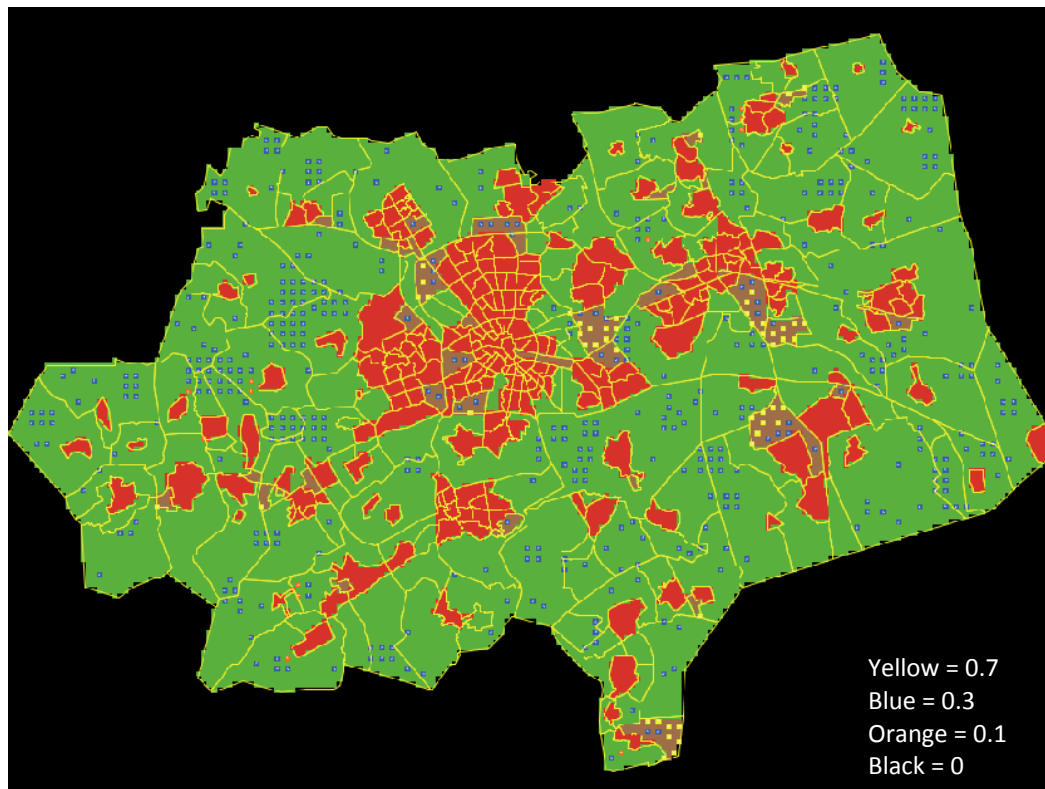 Yellow = 0.7
Blue = 0.3
Orange = 0.1
Black = 0